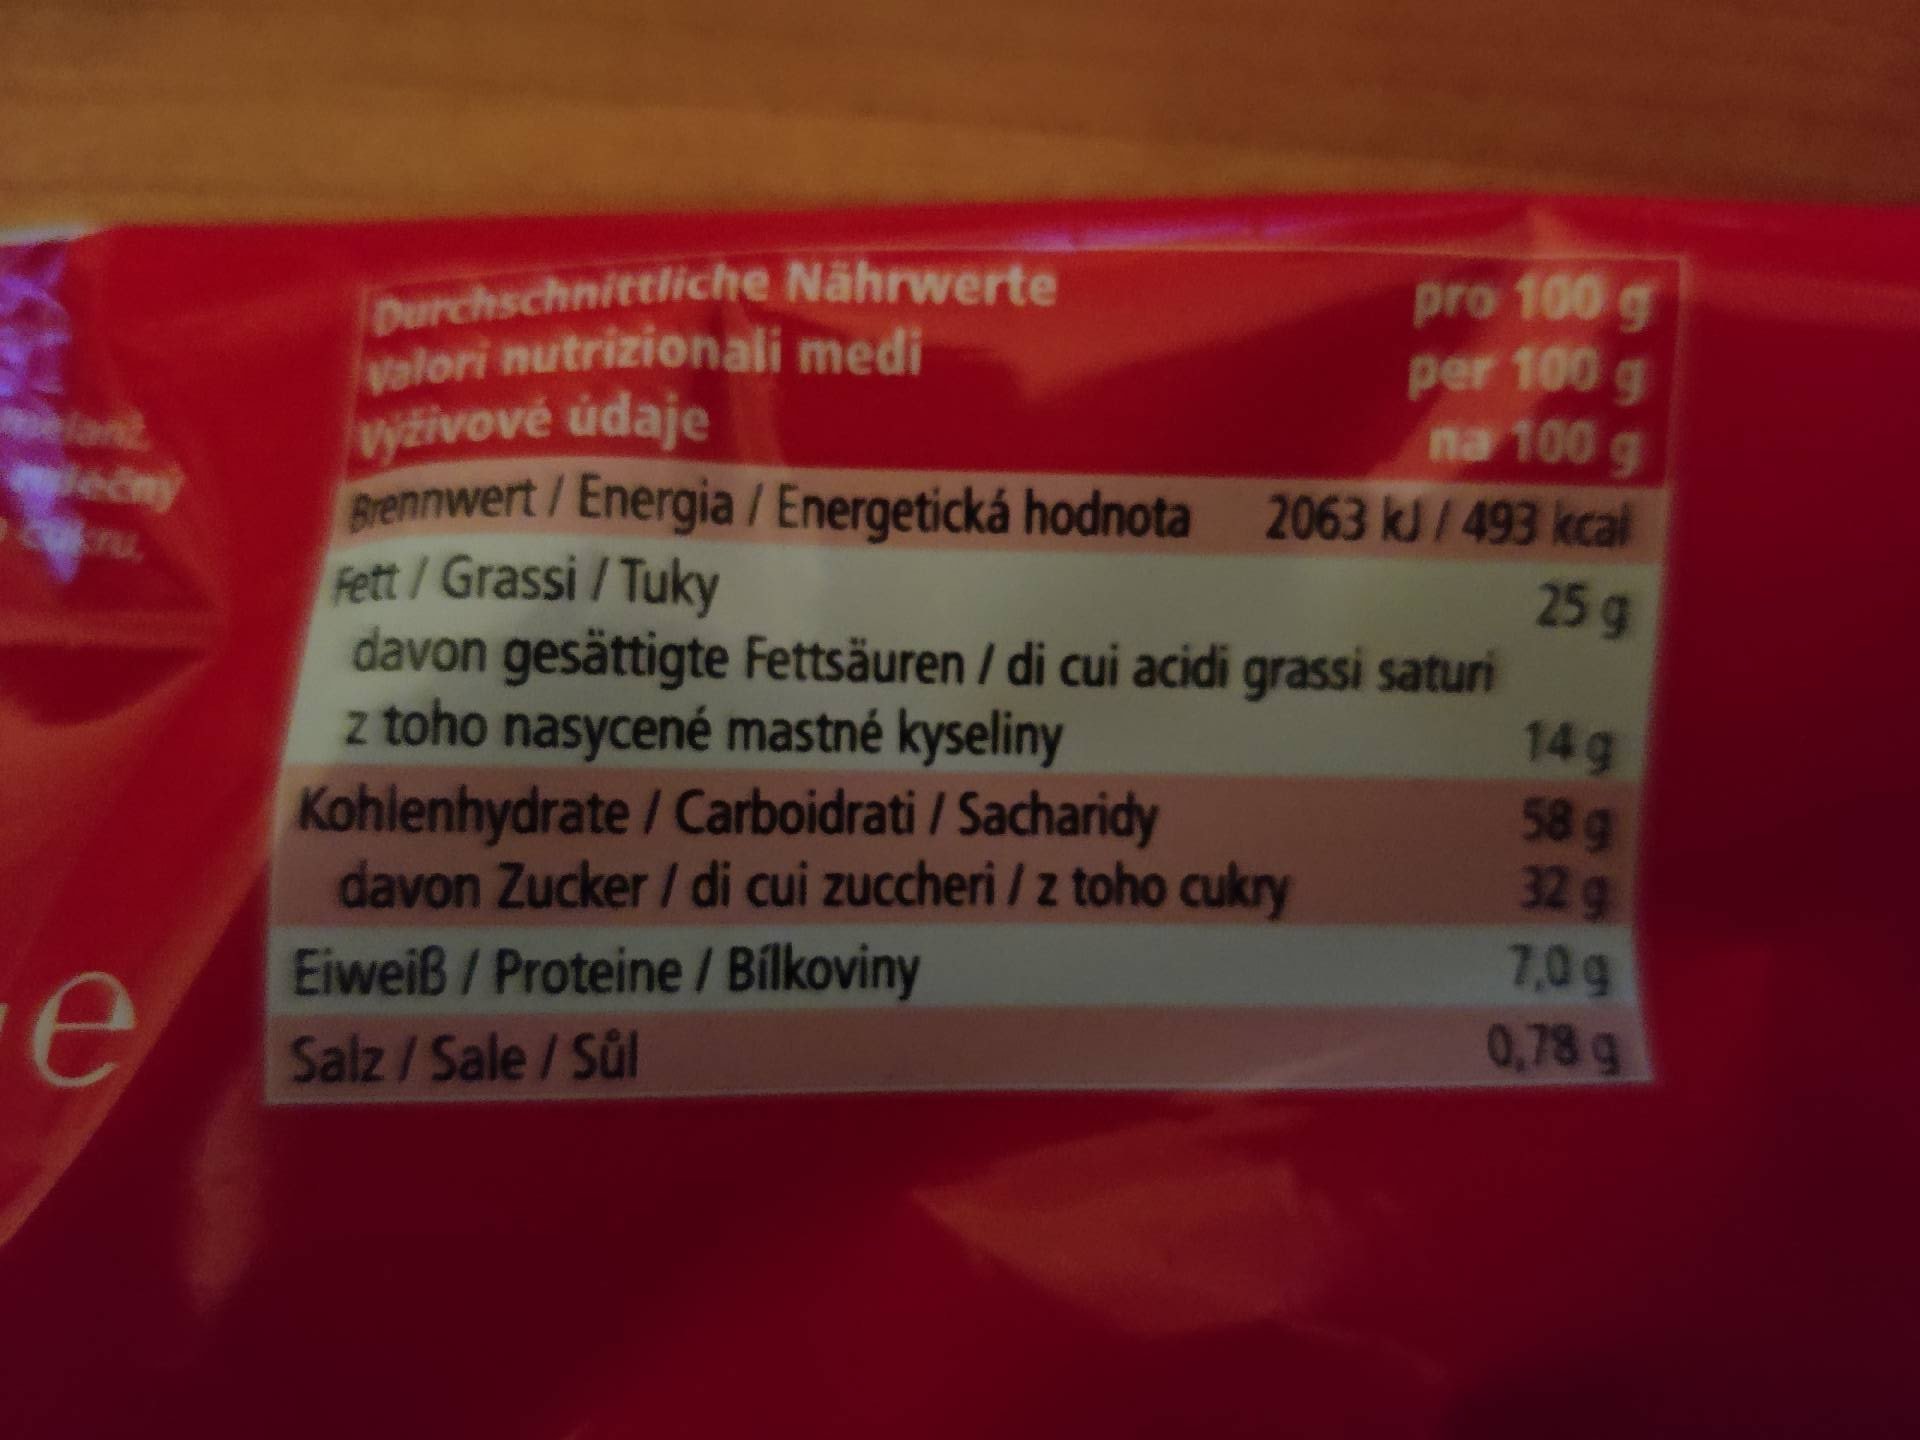 Durchschnittliche Nährwerte pro 100 g
Valori nutrizionali medi per 100 g
Výživové údaje na 100 g
Brennwert / Energia / Energetická hodnota 2063 kJ / 493 kcal
Fett / Grassi / Tuky 25 g
davon gesättigte Fettsäuren / di cui acidi grassi saturi
z toho nasycené mastné kyseliny 14 g
Kohlenhydrate / Carboidrati / Sacharidy 58 g
davon Zucker / di cui zuccheri / z toho cukry 32 g
Eiweiß / Proteine / Bílkoviny 7,0 g
Salz / Sale / Sůl 0,78 g